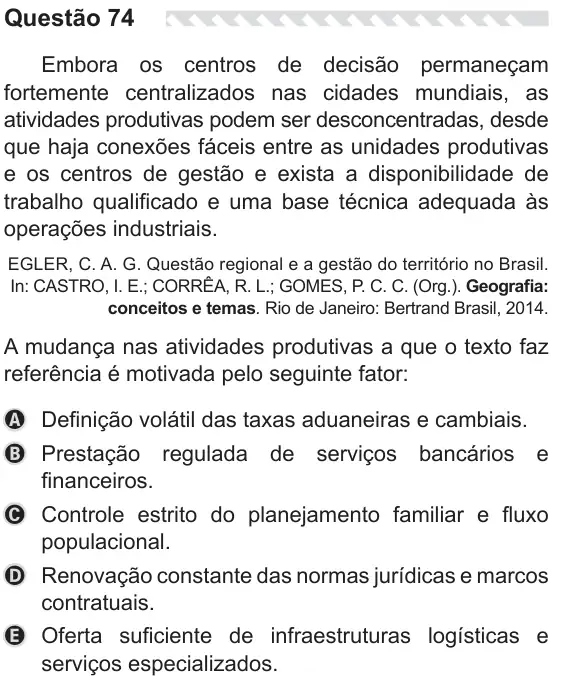 Questão 74
Embora os centros de decisão permaneçam
fortemente centralizados nas cidades mundiais, as
atividades produtivas podem ser desconcentradas, desde
que haja conexões fáceis entre as unidades produtivas
e os centros de gestão e exista a disponibilidade de
trabalho qualificado e uma base técnica adequada às
operações industriais.
EGLER, C. A. G. Questão regional e a gestão do território no Brasil.
In: CASTRO, I. E.; CORRÊA, R. L.; GOMES, P. C. C. (Org.). Geografia:
conceitos e temas. Rio de Janeiro: Bertrand Brasil, 2014.
A mudança nas atividades produtivas a que o texto faz
referência é motivada pelo seguinte fator:
A Definição volátil das taxas aduaneiras e cambiais.
B Prestação regulada de serviços bancários e
financeiros.
C Controle estrito do planejamento familiar e fluxo
populacional.
D Renovação constante das normas jurídicas e marcos
contratuais.
E Oferta suficiente de infraestruturas logísticas e
serviços especializados.